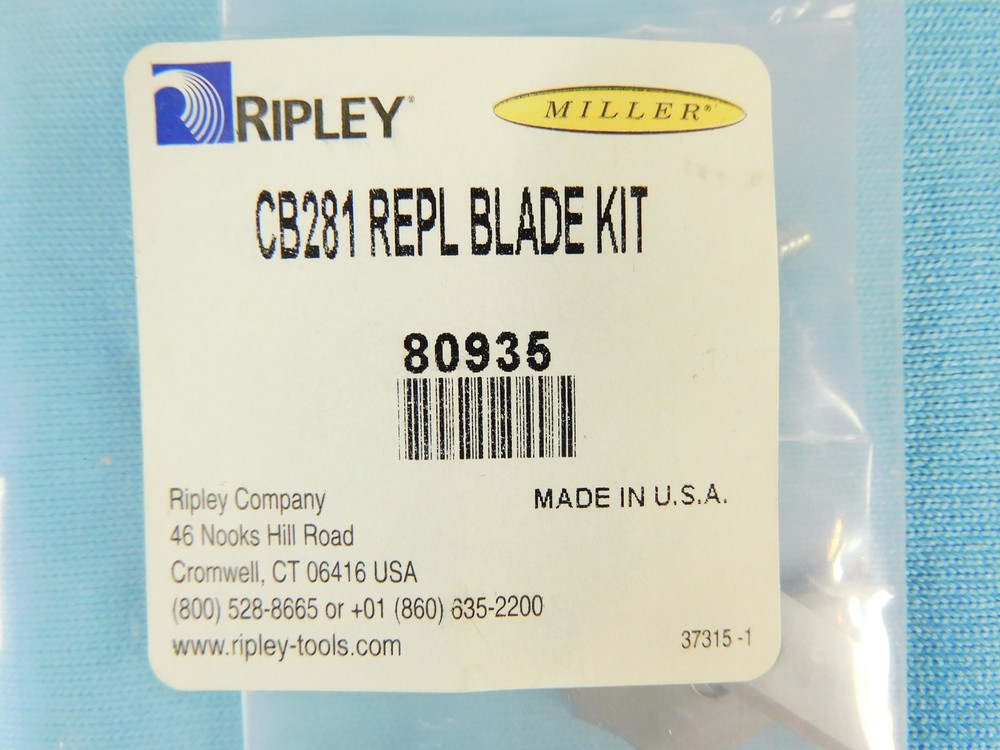 RIPLEY®
MILLER®
CB281 REPL BLADE KIT
80935
Ripley Company
46 Nooks Hill Road
Cromwell, CT 06416 USA
(800) 528-8665 or +01 (860) 635-2200
www.ripley-tools.com
MADE IN U.S.A.
37315 -1